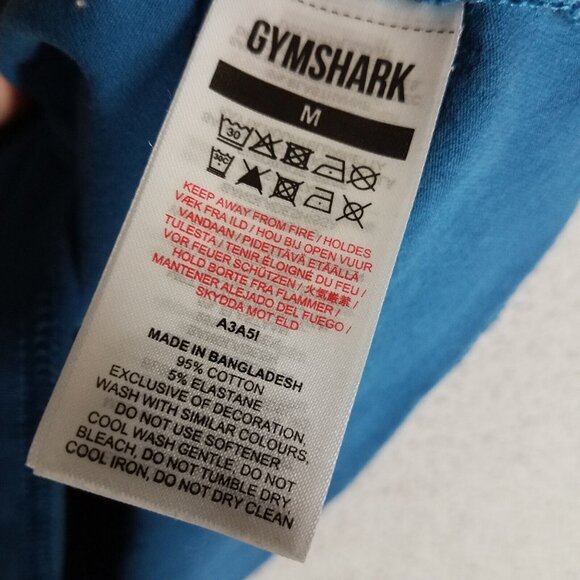 GYMSHARK
M
30
30C
KEEP AWAY FROM FIRE / HOLDES
VÆK FRA ILD / HOU BIJ OPEN VUUR
VANDAAN / PIDETTÄVÄ ETÄÄLLÄ
TULESTA / TENIR ÉLOIGNÉ DU FEU /
VOR FEUER SCHÜTZEN / 火気厳禁 /
HOLD BORTE FRA FLAMMER /
MANTENER ALEJADO DEL FUEGO /
SKYDDA MOT ELD
A3A5I
MADE IN BANGLADESH
95% COTTON
5% ELASTANE
EXCLUSIVE OF DECORATION,
WASH WITH SIMILAR COLOURS,
DO NOT USE SOFTENER
COOL WASH GENTLE, DO NOT
BLEACH, DO NOT TUMBLE DRY,
COOL IRON, DO NOT DRY CLEAN